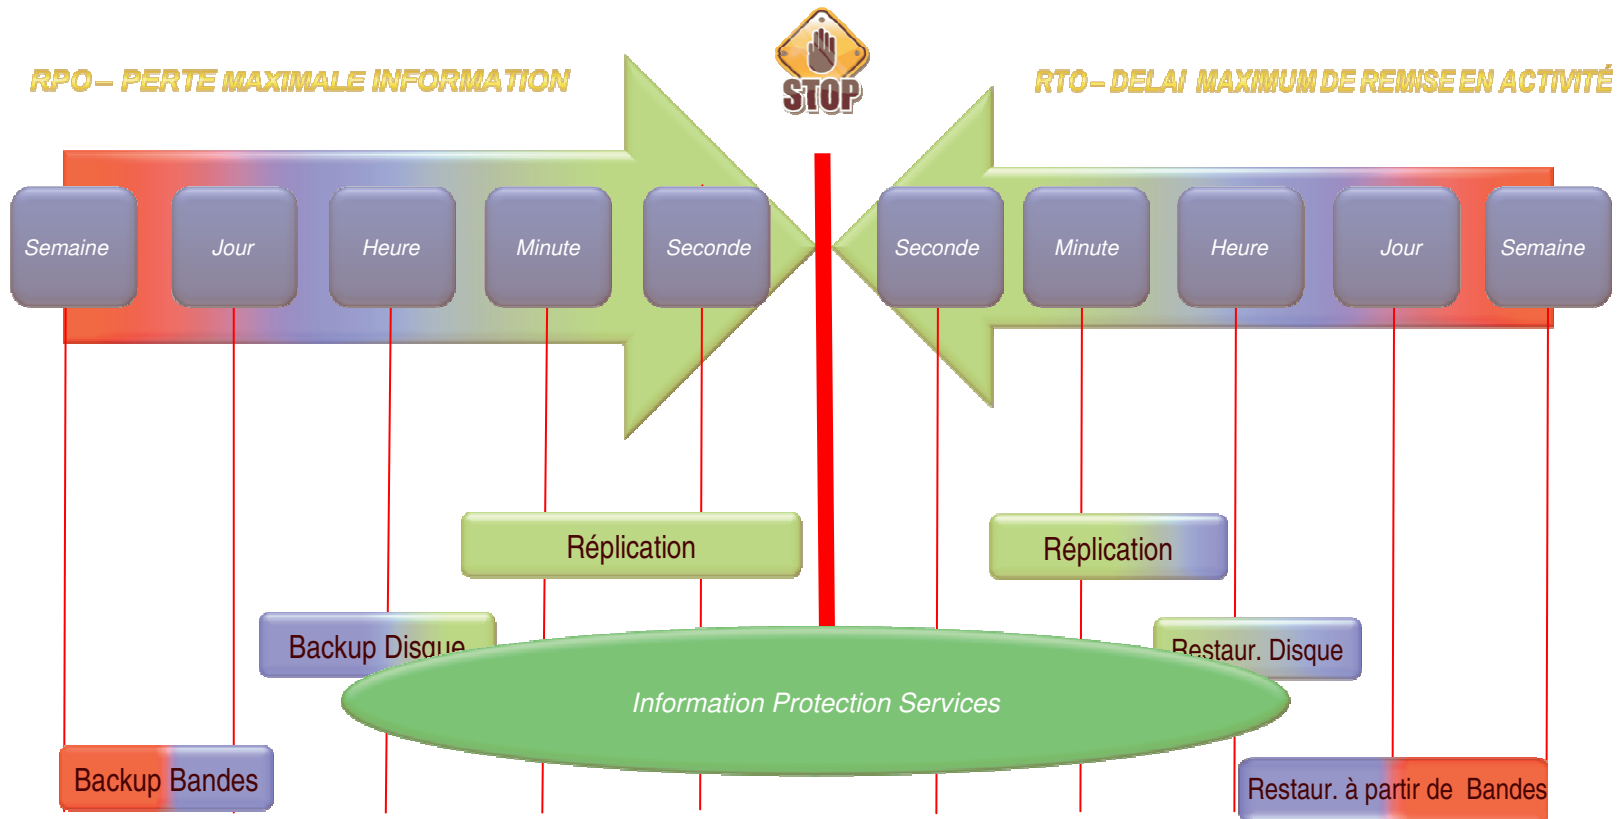 STOP
RPO – PERTE MAXIMALE INFORMATION
RTO – DELAI MAXIMUM DE REMISE EN ACTIVITÉ
Semaine
Jour
Heure
Minute
Seconde
Seconde
Minute
Heure
Jour
Semaine
Réplication
Réplication
Backup Disque
Restaur. Disque
Information Protection Services
Backup Bandes
Restaur. à partir de Bandes